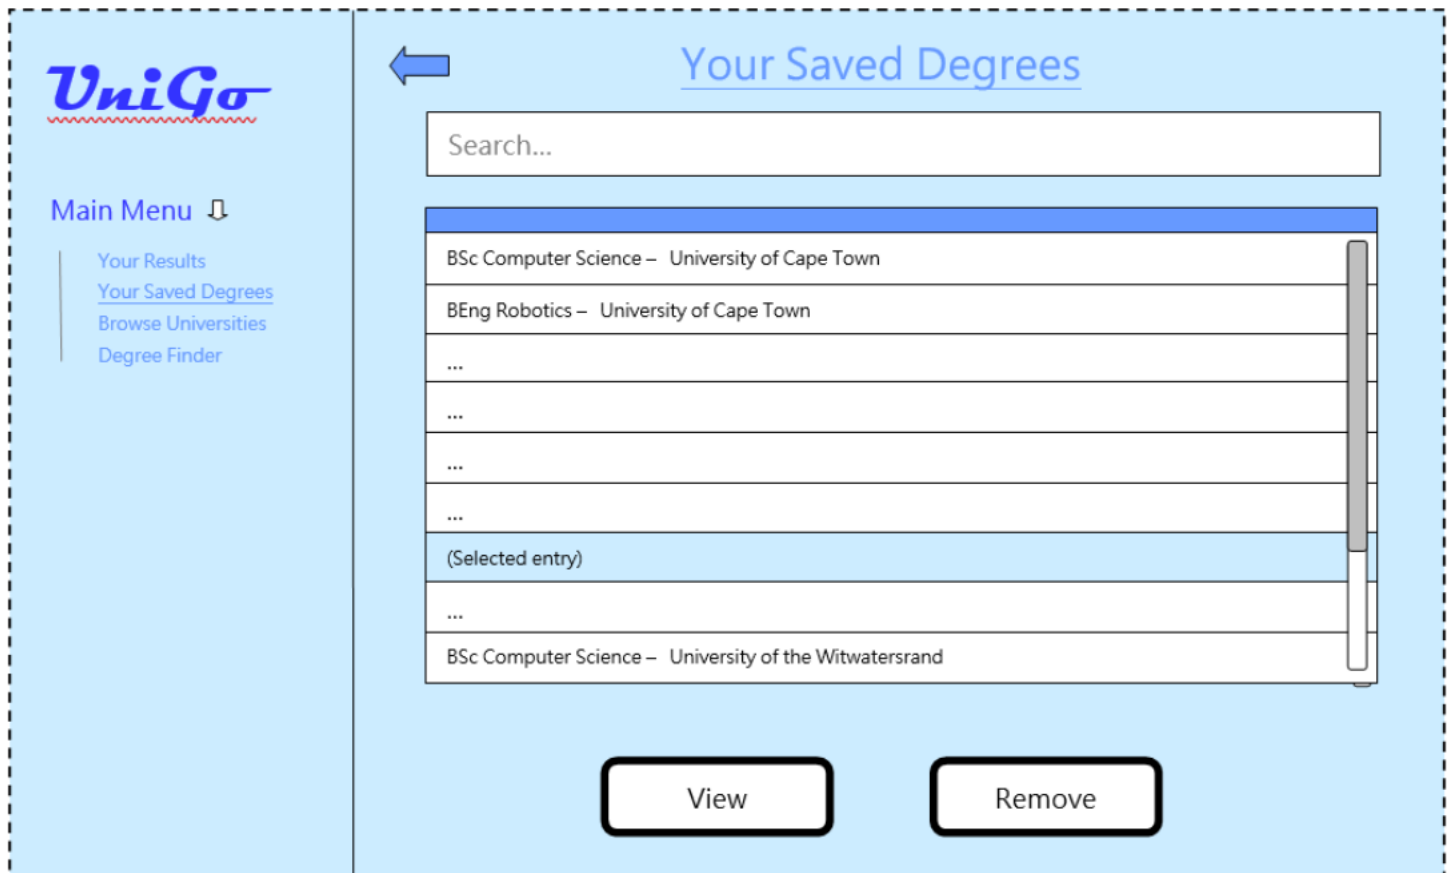 UniGo
Main Menu
Your Results
Your Saved Degrees
Browse Universities
Degree Finder
Your Saved Degrees
Search...
BSc Computer Science – University of Cape Town
BEng Robotics – University of Cape Town
...
...
...
...
(Selected entry)
...
BSc Computer Science – University of the Witwatersrand
View
Remove